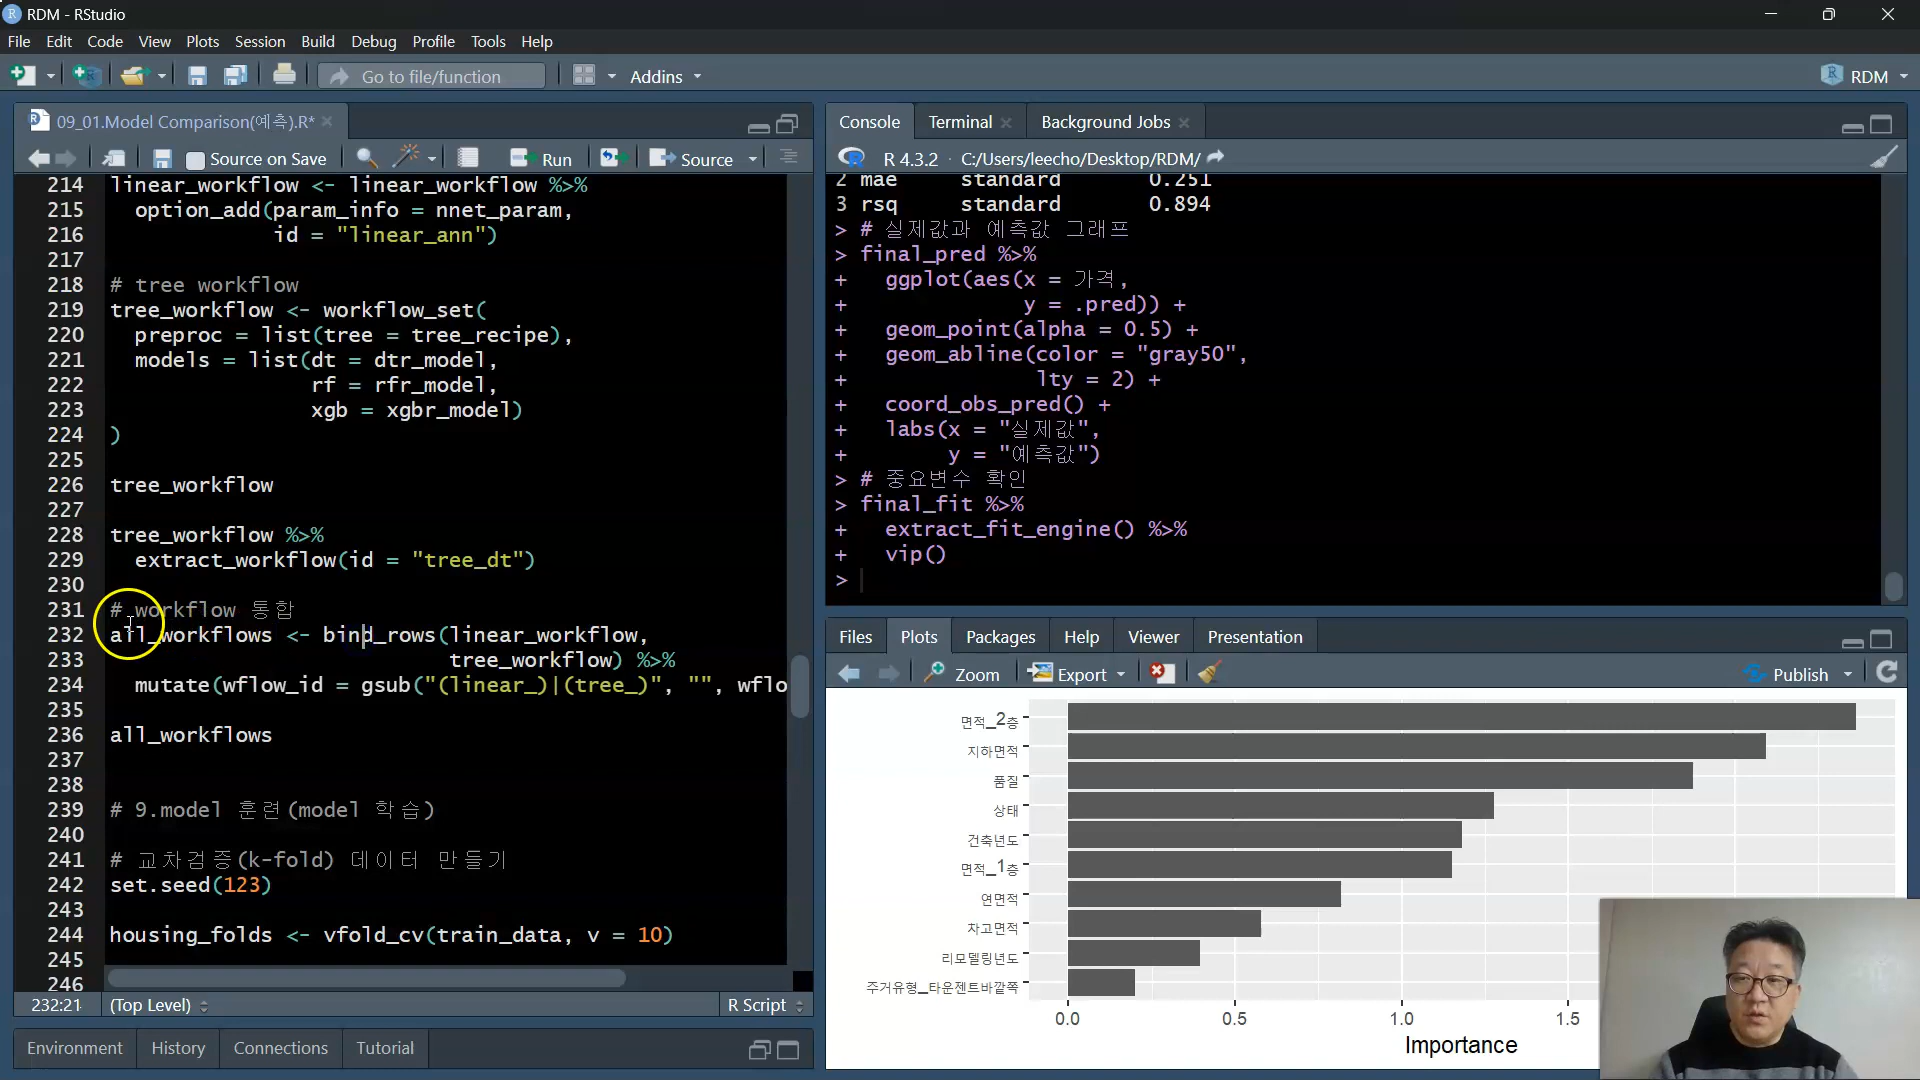 RDM - RStudio
File Edit Code View Plots Session Build Debug Profile Tools Help
Go to file/function Addins RDM
09_01.Model Comparison(예측).R*
Source on Save Run Source
214 linear_workflow <- linear_workflow %>%
215 option_add(param_info = nnet_param,
216 id = "linear_ann")
217
218 # tree workflow
219 tree_workflow <- workflow_set(
220 preproc = list(tree = tree_recipe),
221 models = list(dt = dtr_model,
222 rf = rfr_model,
223 xgb = xgbr_model)
224 )
225
226 tree_workflow
227
228 tree_workflow %>%
229 extract_workflow(id = "tree_dt")
230
231 # workflow 통합
232 all_workflows <- bind_rows(linear_workflow,
233 tree_workflow) %>%
234 mutate(wflow_id = gsub("(linear_)|(tree_)", "", wflo
235
236 all_workflows
237
238
239 # 9.model 훈련(model 학습)
240
241 # 교차검증(k-fold) 데이터 만들기
242 set.seed(123)
243
244 housing_folds <- vfold_cv(train_data, v = 10)
245
246
232:21 (Top Level) R Script
Environment History Connections Tutorial
Console Terminal Background Jobs
R 4.3.2 · C:/Users/leecho/Desktop/RDM/
2 mae standard 0.251
3 rsq standard 0.894
> # 실제값과 예측값 그래프
> final_pred %>%
+ ggplot(aes(x = 가격,
+ y = .pred)) +
+ geom_point(alpha = 0.5) +
+ geom_abline(color = "gray50",
+ lty = 2) +
+ coord_obs_pred() +
+ labs(x = "실제값",
+ y = "예측값")
> # 중요변수 확인
> final_fit %>%
+ extract_fit_engine() %>%
+ vip()
>
Files Plots Packages Help Viewer Presentation
Zoom Export Publish
면적_2층
지하면적
품질
상태
건축년도
면적_1층
연면적
차고면적
리모델링년도
주거유형_타운젠트바깥쪽
0.0 0.5 1.0 1.5
Importance